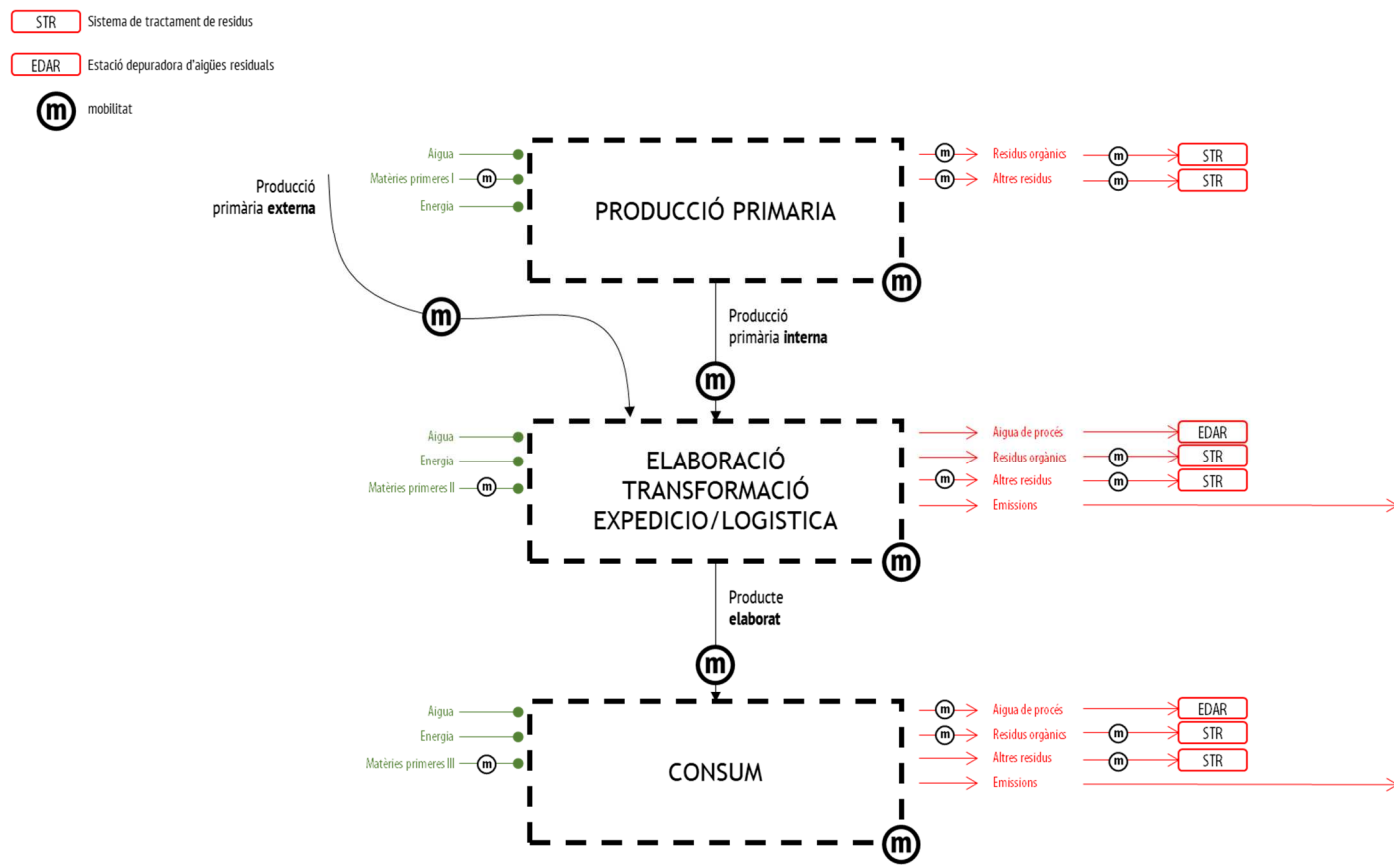 STR Sistema de tractament de residus
EDAR Estació depuradora d'aigües residuals
m mobilitat
Producció
primària externa
Aigua
Matèries primeres I m
Energia
PRODUCCIÓ PRIMARIA
m
m Residus orgànics m STR
m Altres residus m STR
m
Producció
primària interna
m
Aigua
Energia
Matèries primeres II m
ELABORACIÓ
TRANSFORMACIÓ
EXPEDICIO/LOGISTICA
m
Aigua de procés EDAR
Residus orgànics m STR
m Altres residus m STR
Emissions
Producte
elaborat
m
Aigua
Energia
Matèries primeres III m
CONSUM
m
m Aigua de procés EDAR
m Residus orgànics m STR
Altres residus m STR
Emissions